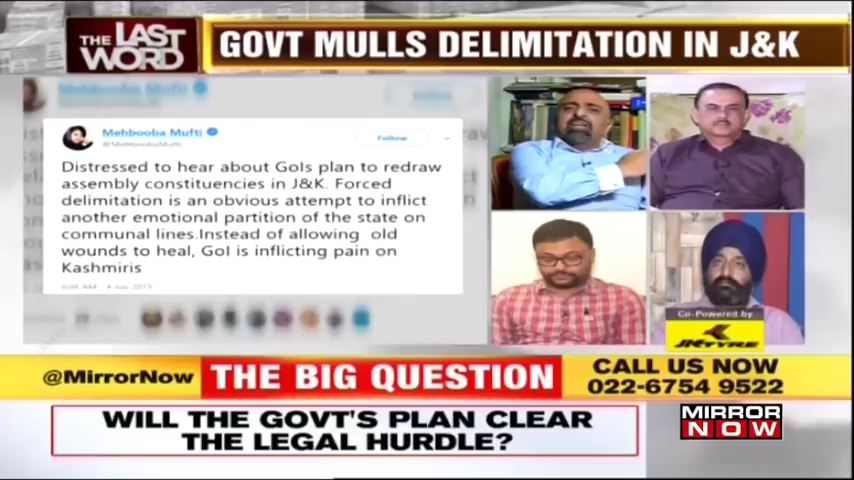 THE LAST WORD
GOVT MULLS DELIMITATION IN J&K
Mehbooba Mufti
@MehboobaMufti
Follow
Distressed to hear about GoIs plan to redraw
assembly constituencies in J&K. Forced
delimitation is an obvious attempt to inflict
another emotional partition of the state on
communal lines.Instead of allowing old
wounds to heal, GoI is inflicting pain on
Kashmiris
Co-Powered by
JK TYRE
@MirrorNow
THE BIG QUESTION
CALL US NOW
022-6754 9522
WILL THE GOVT'S PLAN CLEAR
THE LEGAL HURDLE?
MIRROR
NOW